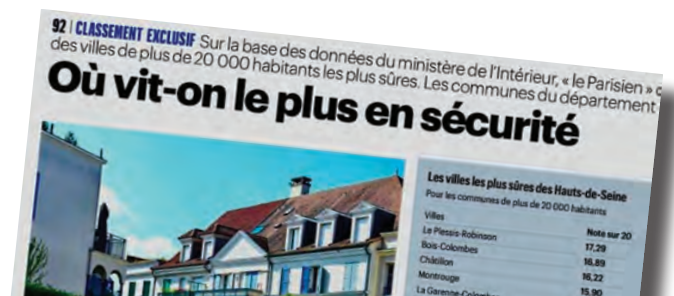 92 | CLASSEMENT EXCLUSIF Sur la base des données du ministère de l'Intérieur, « le Parisien »
des villes de plus de 20 000 habitants les plus sûres. Les communes du département
Où vit-on le plus en sécurité
Les villes les plus sûres des Hauts-de-Seine
Pour les communes de plus de 20 000 habitants
Villes Note sur 20
Le Plessis-Robinson 17,29
Bois-Colombes 16,89
Châtillon 16,22
Montrouge 15,90
La Garenne-Colombes